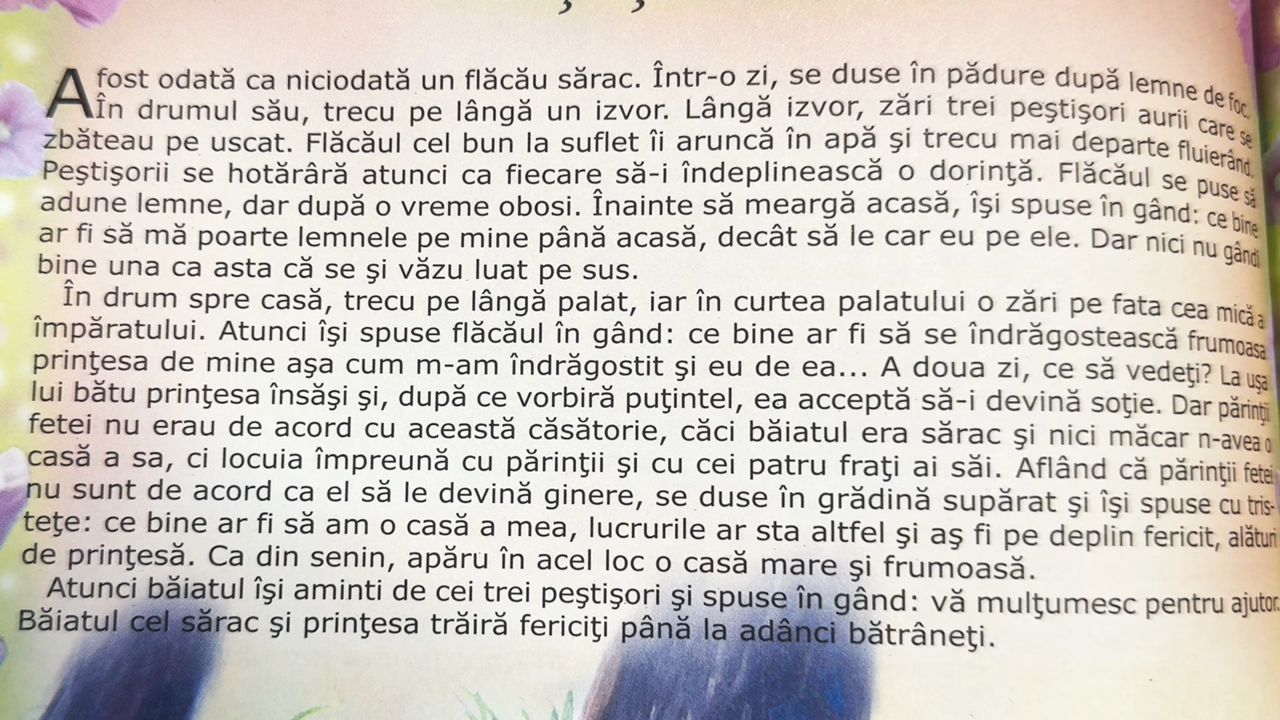 A fost odată ca niciodată un flăcău sărac. Într-o zi, se duse în pădure după lemne de foc.
În drumul său, trecu pe lângă un izvor. Lângă izvor, zări trei peştişori aurii care se
zbăteau pe uscat. Flăcăul cel bun la suflet îi aruncă în apă şi trecu mai departe fluierând.
Peştişorii se hotărâră atunci ca fiecare să-i îndeplinească o dorinţă. Flăcăul se puse să
adune lemne, dar după o vreme obosi. Înainte să meargă acasă, îşi spuse în gând: ce bine
ar fi să mă poarte lemnele pe mine până acasă, decât să le car eu pe ele. Dar nici nu gândi
bine una ca asta că se şi văzu luat pe sus.
În drum spre casă, trecu pe lângă palat, iar în curtea palatului o zări pe fata cea mică a
împăratului. Atunci îşi spuse flăcăul în gând: ce bine ar fi să se îndrăgostească frumoasa
prinţesa de mine aşa cum m-am îndrăgostit şi eu de ea... A doua zi, ce să vedeţi? La uşa
lui bătu prinţesa însăşi şi, după ce vorbiră puţintel, ea acceptă să-i devină soţie. Dar părinţii
fetei nu erau de acord cu această căsătorie, căci băiatul era sărac şi nici măcar n-avea o
casă a sa, ci locuia împreună cu părinţii şi cu cei patru fraţi ai săi. Aflând că părinţii fetei
nu sunt de acord ca el să le devină ginere, se duse în grădină supărat şi îşi spuse cu tris-
teţe: ce bine ar fi să am o casă a mea, lucrurile ar sta altfel şi aş fi pe deplin fericit, alături
de prinţesă. Ca din senin, apăru în acel loc o casă mare şi frumoasă.
Atunci băiatul îşi aminti de cei trei peştişori şi spuse în gând: vă mulţumesc pentru ajutor.
Băiatul cel sărac şi prinţesa trăiră fericiţi până la adânci bătrâneţi.